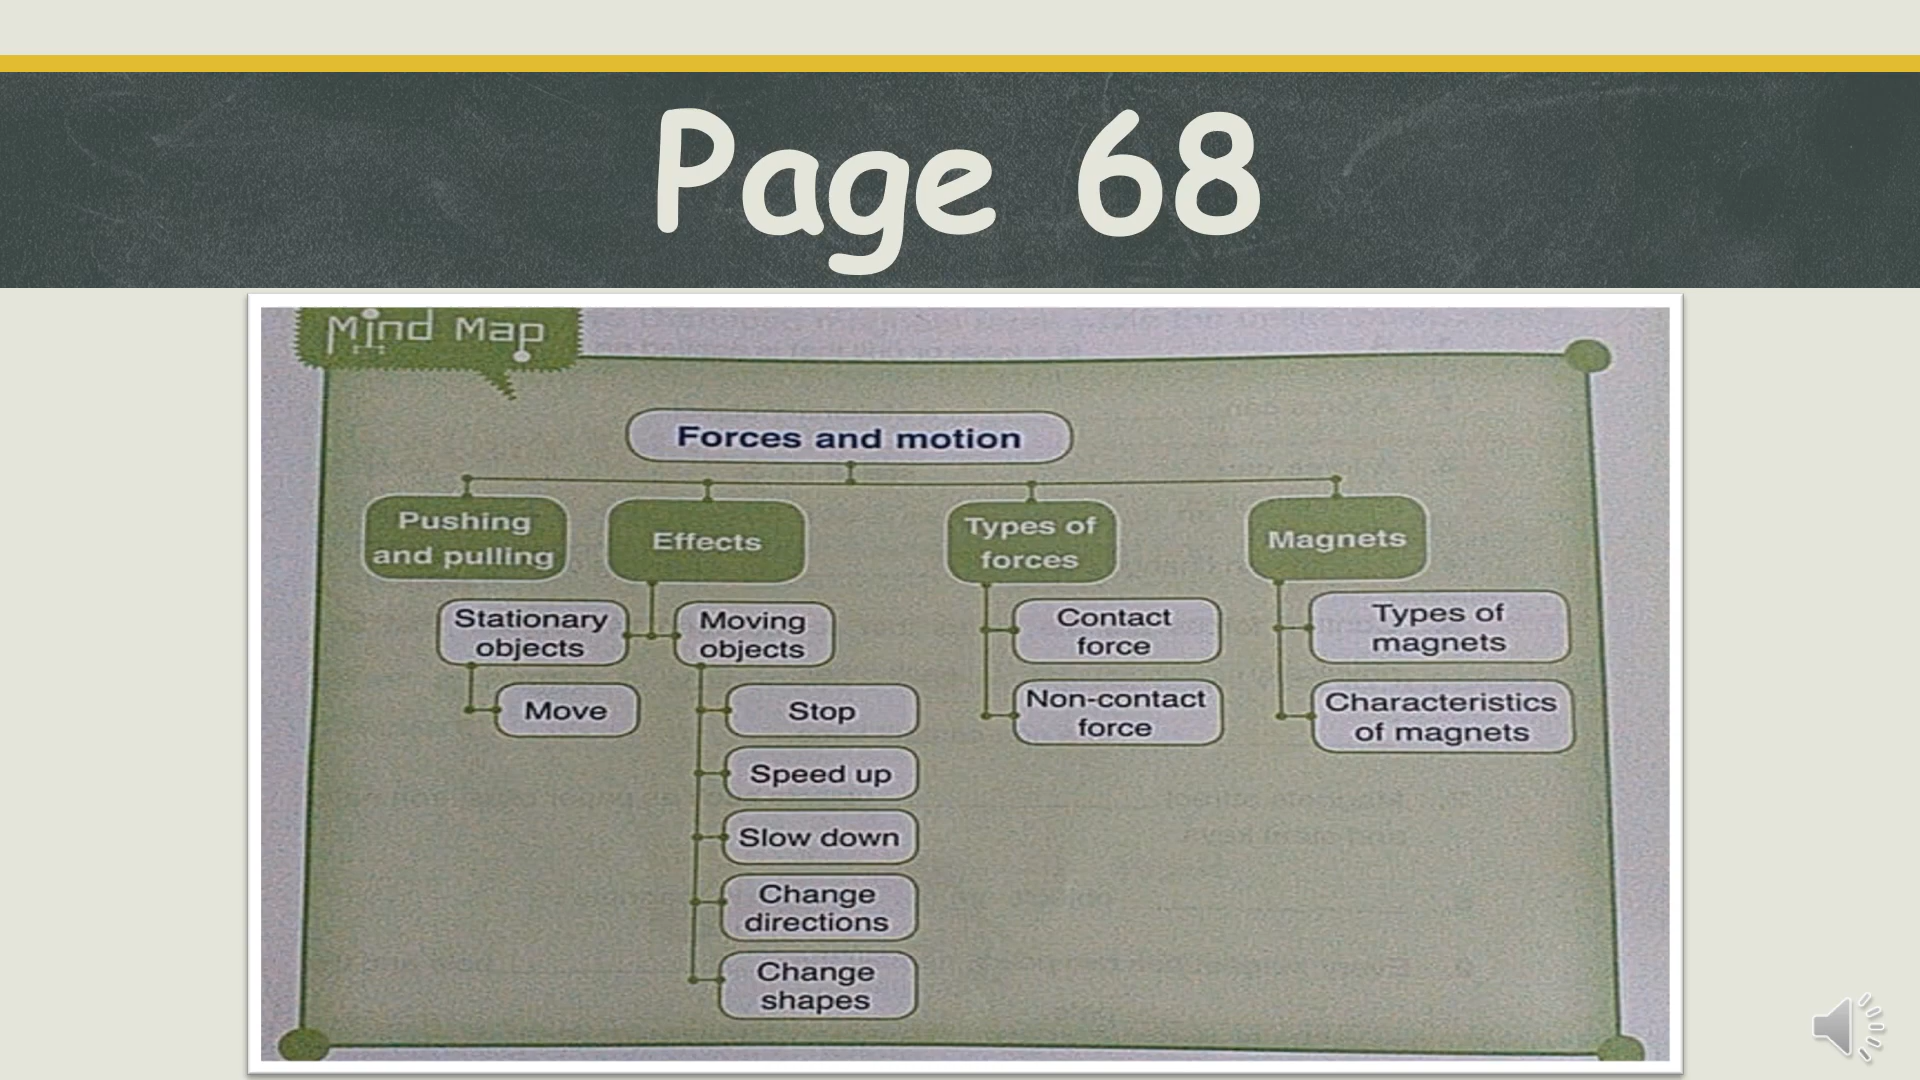 Page 68
Mind Map
Forces and motion
Pushing
and pulling
Effects
Types of
forces
Magnets
Stationary
objects
Moving
objects
Contact
force
Types of
magnets
Move
Stop
Non-contact
force
Characteristics
of magnets
Speed up
Slow down
Change
directions
Change
shapes